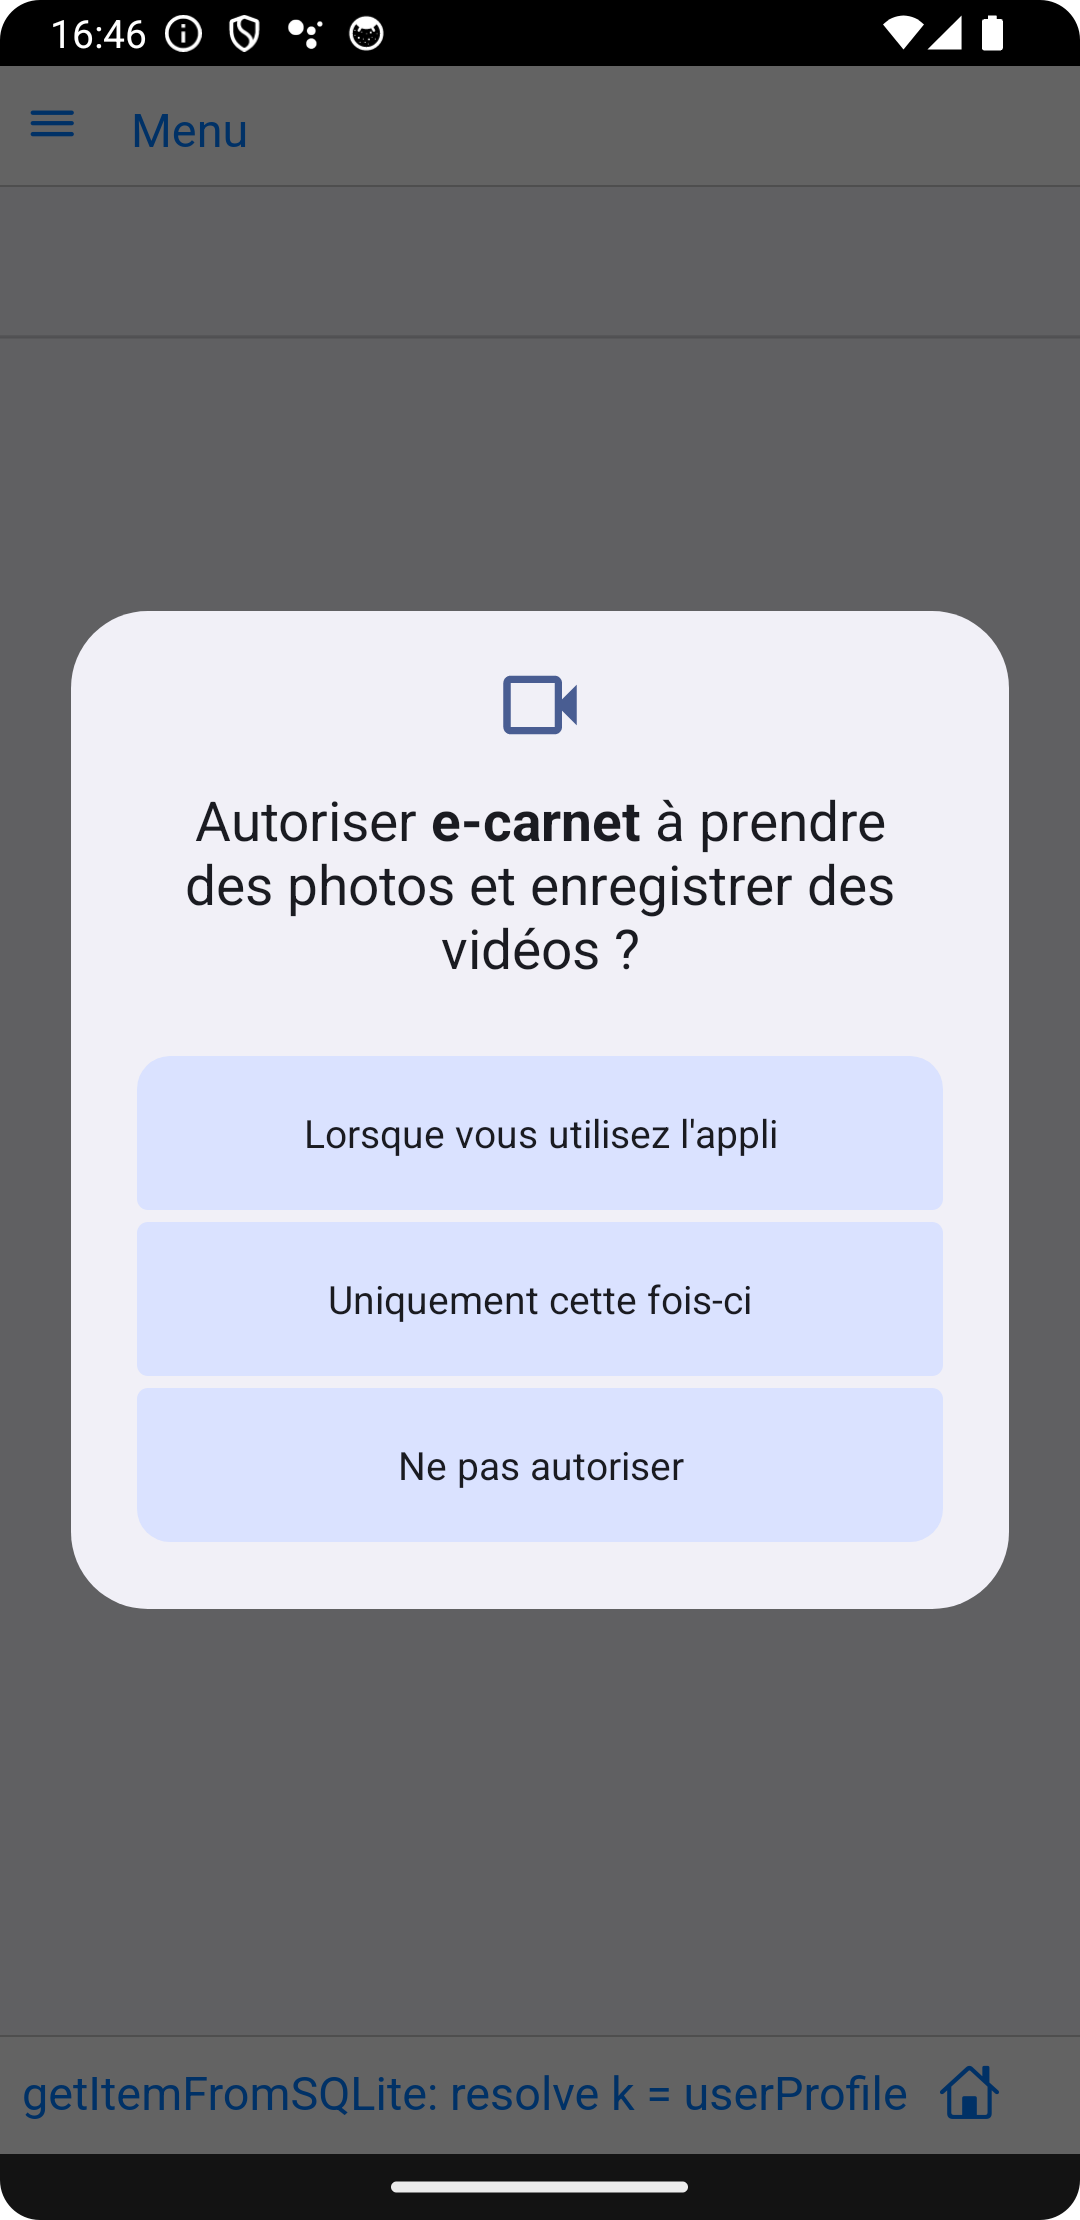 16:46
Menu
Autoriser e-carnet à prendre
des photos et enregistrer des
vidéos ?
Lorsque vous utilisez l'appli
Uniquement cette fois-ci
Ne pas autoriser
getItemFromSQLite: resolve k = userProfile